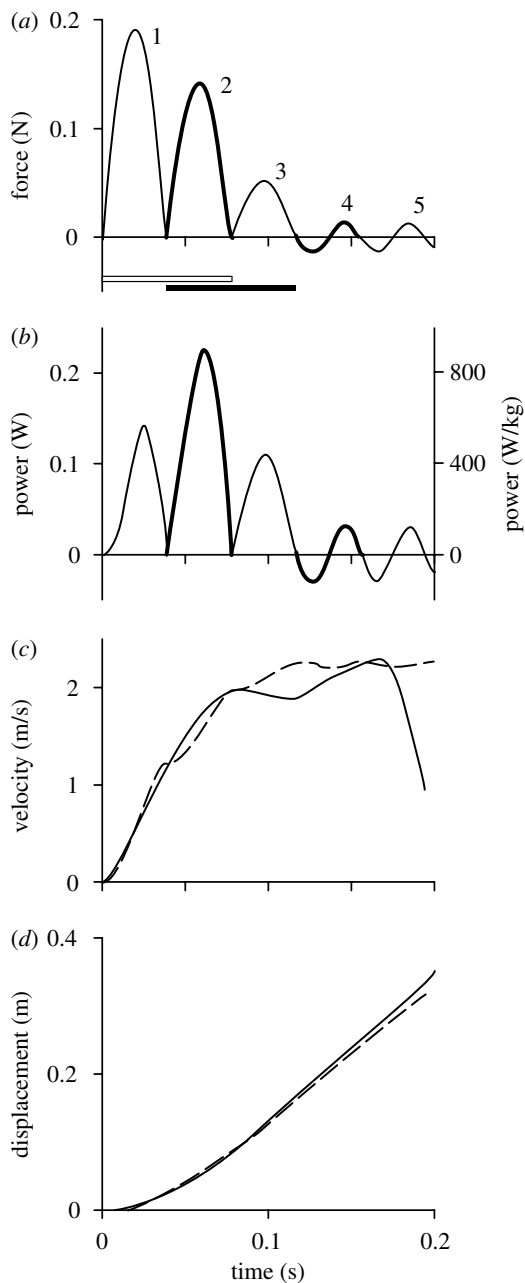 (a) 0.2
1
2
0.1
3
4
5
0
force (N)
(b)
0.2
0.1
0
power (W)
800
400
0
power (W/kg)
(c)
2
1
0
velocity (m/s)
(d) 0.4
0.2
0
displacement (m)
0 0.1 0.2
time (s)